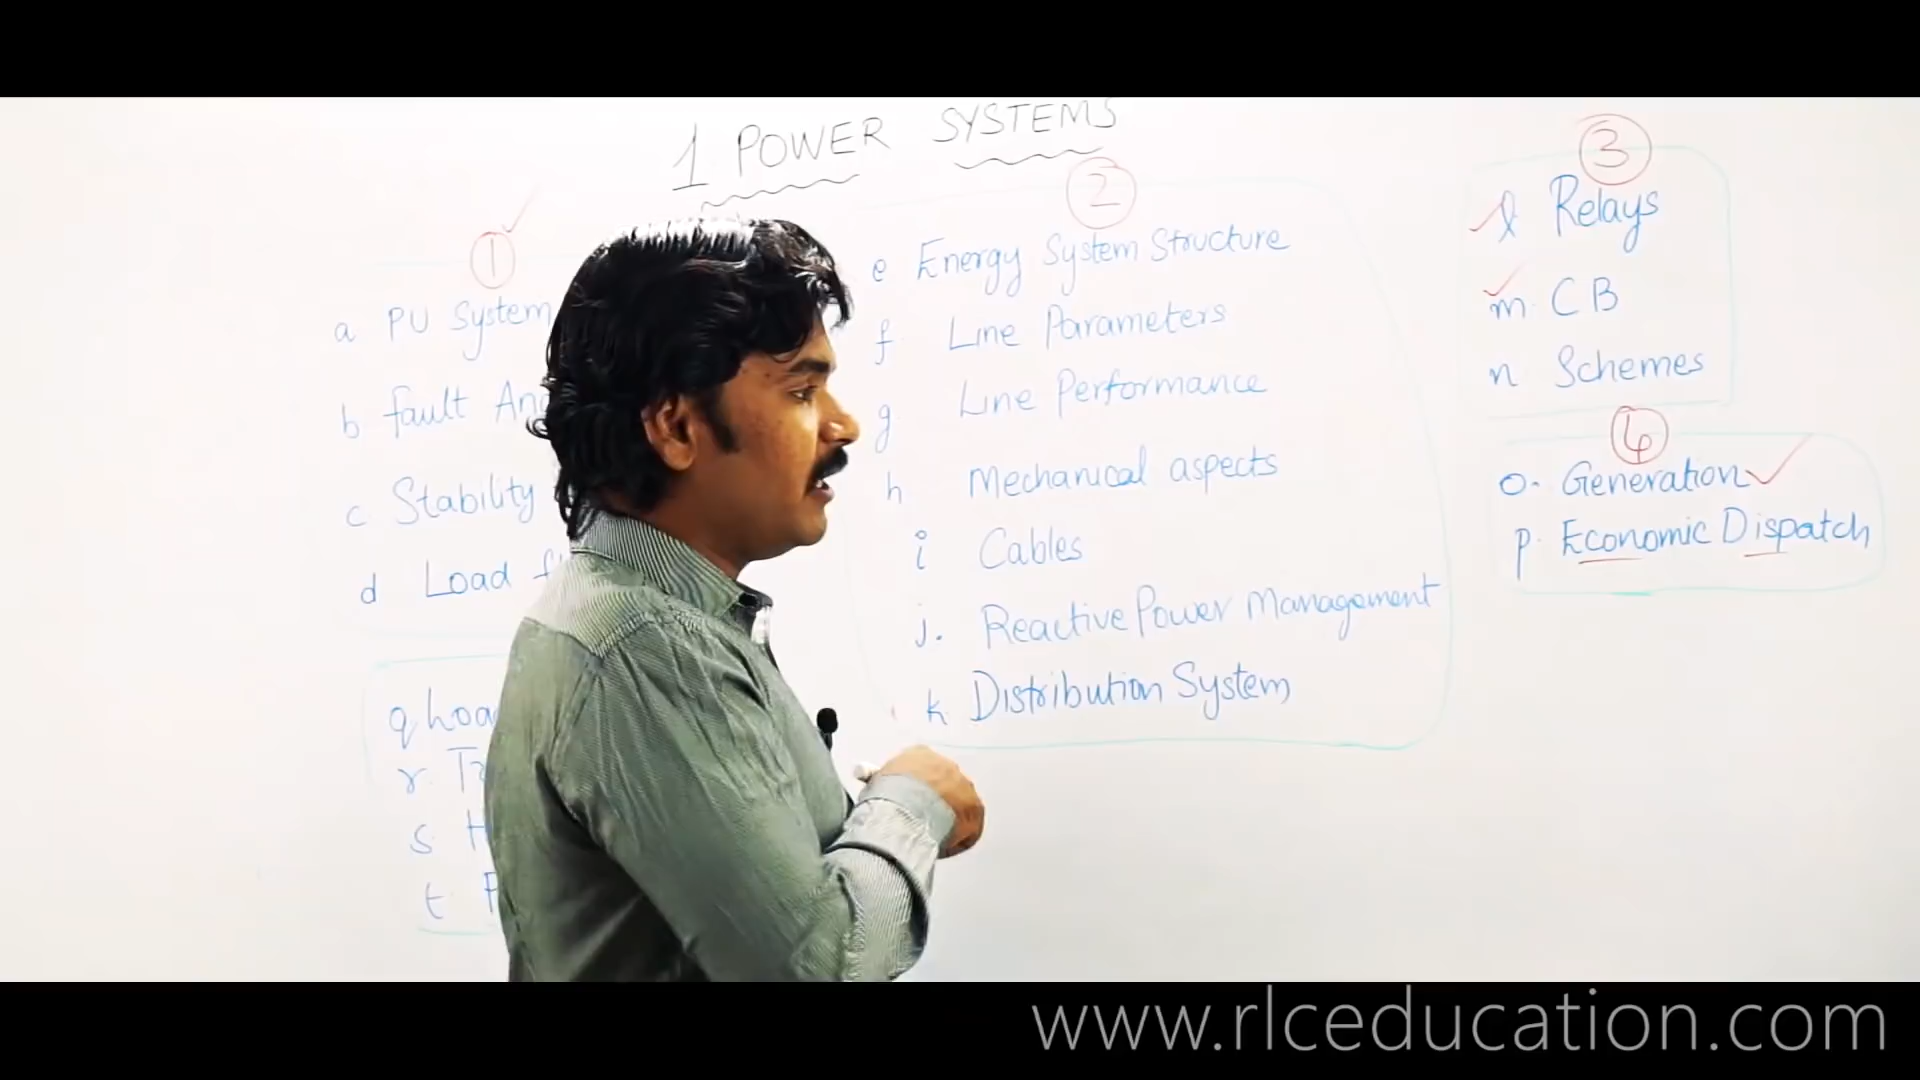 1 POWER SYSTEMS
1
a PU System
b fault
c Stability
d Load
q
r.
s
t
2
e Energy System Structure
f Line Parameters
g. Line Performance
h Mechanical aspects
i Cables
j. Reactive Power Management
k. Distribution System
3
l Relays
m. CB
n Schemes
4
o. Generation
p. Economic Dispatch
www.rlceducation.com